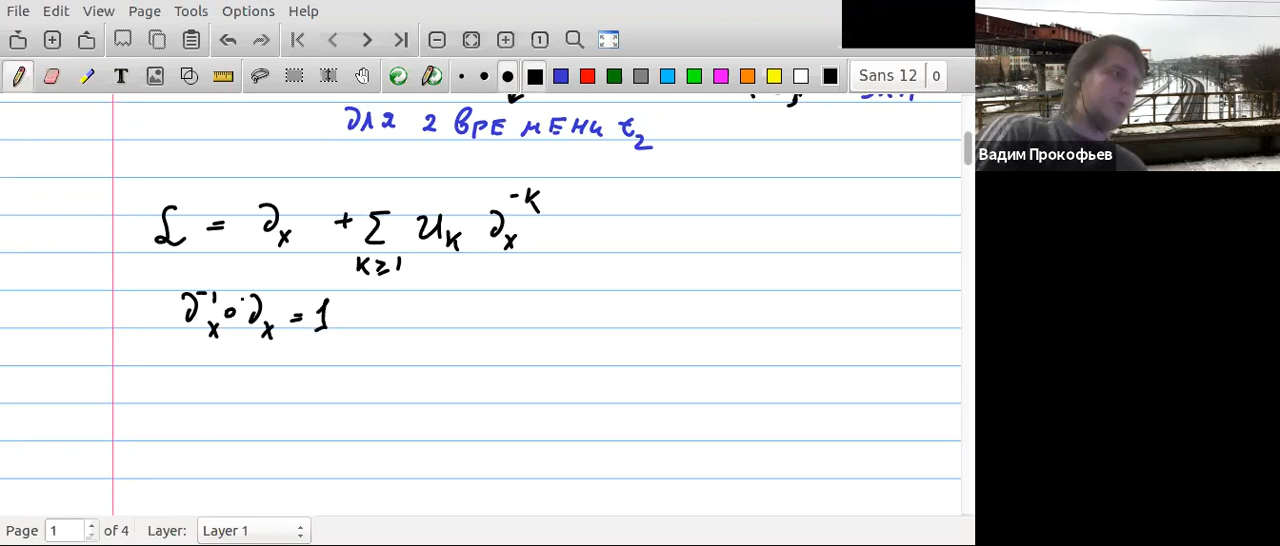 File Edit View Page Tools Options Help
Sans 12 0
для 2 времени t₂
Вадим Прокофьев
ℒ = ∂ₓ + ∑ u_k ∂ₓ^{-k}
k ≥ 1
∂ₓ^{-1} ∘ ∂ₓ = 1
Page 1 of 4 Layer: Layer 1